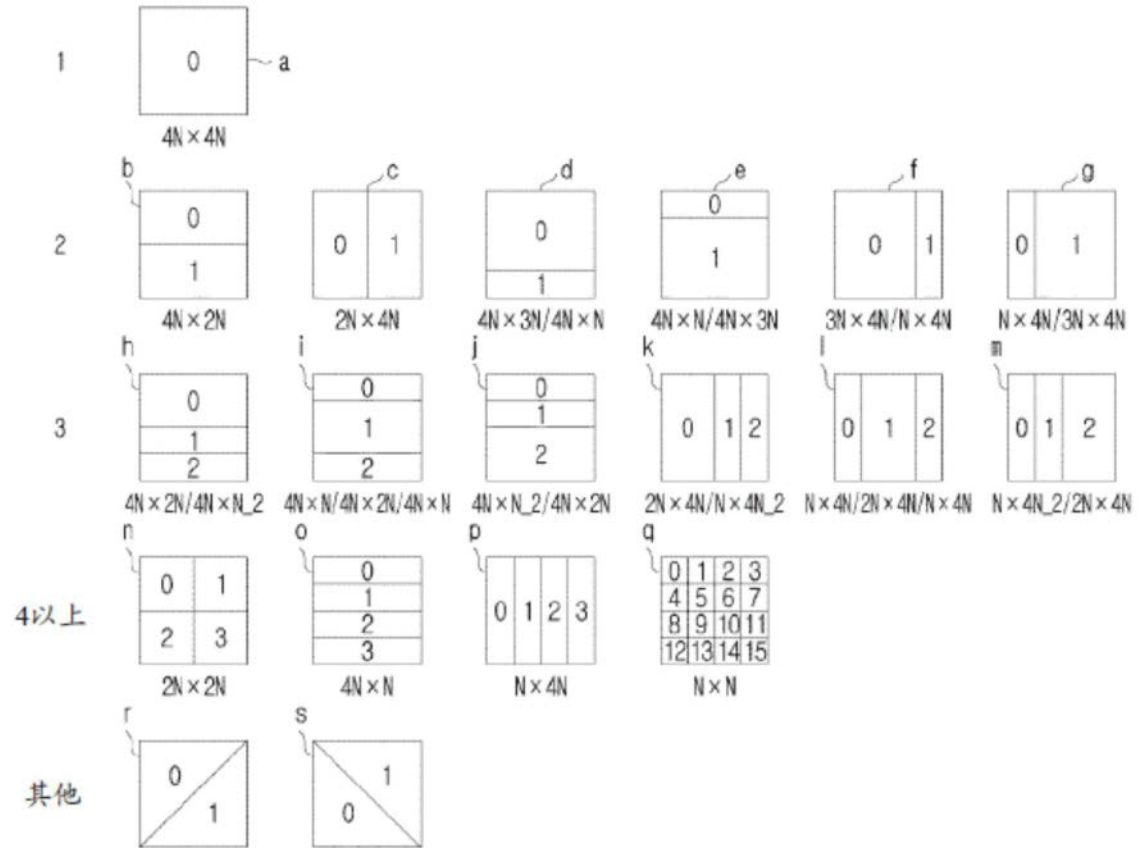 1
0
a
4N×4N
b c d e f g
2
0 0 1 0 0 0 1 0 1
1 1 1
4N×2N 2N×4N 4N×3N/4N×N 4N×N/4N×3N 3N×4N/N×4N N×4N/3N×4N
h i j k l m
3
0 0 0 0 1 2 0 1 2 0 1 2
1 1 1
2 2 2
4N×2N/4N×N_2 4N×N/4N×2N/4N×N 4N×N_2/4N×2N 2N×4N/N×4N_2 N×4N/2N×4N/N×4N N×4N_2/2N×4N
n o p q
4以上
0 1 0 0 1 2 3 0 1 2 3
1 4 5 6 7
2 3 2 8 9 10 11
3 12 13 14 15
2N×2N 4N×N N×4N N×N
r s
其他
0 1
1 0